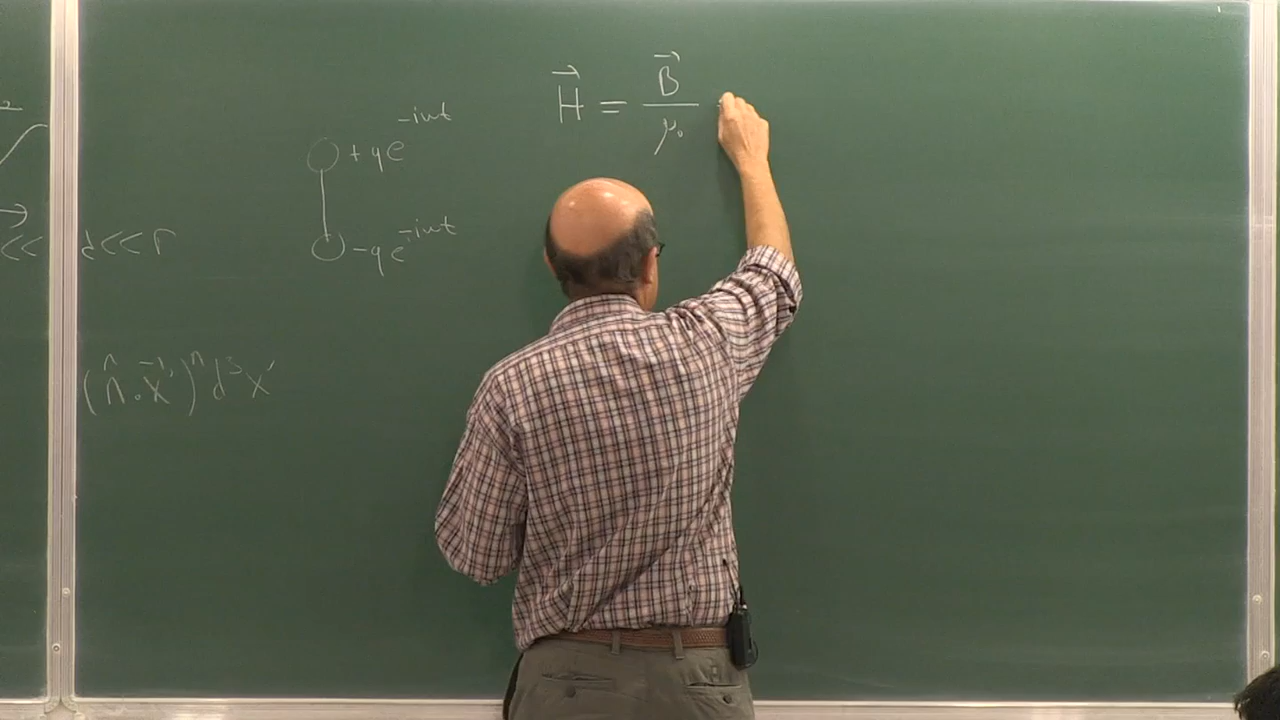 H⃗ = B⃗ / μ₀
+qe^{-iωt}
-qe^{-iωt}
<< d<<r
(n̂·x⃗')ⁿ d³x'